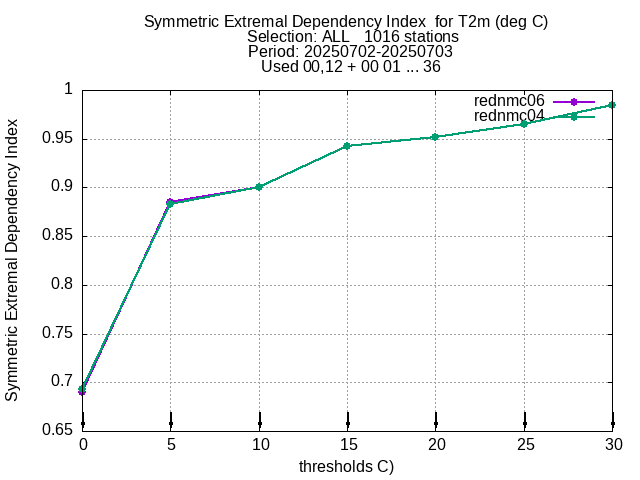 Symmetric Extremal Dependency Index  for T2m (deg C)
Selection: ALL   1016 stations
Period: 20250702-20250703
Used 00,12 + 00 01 ... 36
rednmc06
rednmc04
Symmetric Extremal Dependency Index
1
0.95
0.9
0.85
0.8
0.75
0.7
0.65
0 5 10 15 20 25 30
thresholds C)